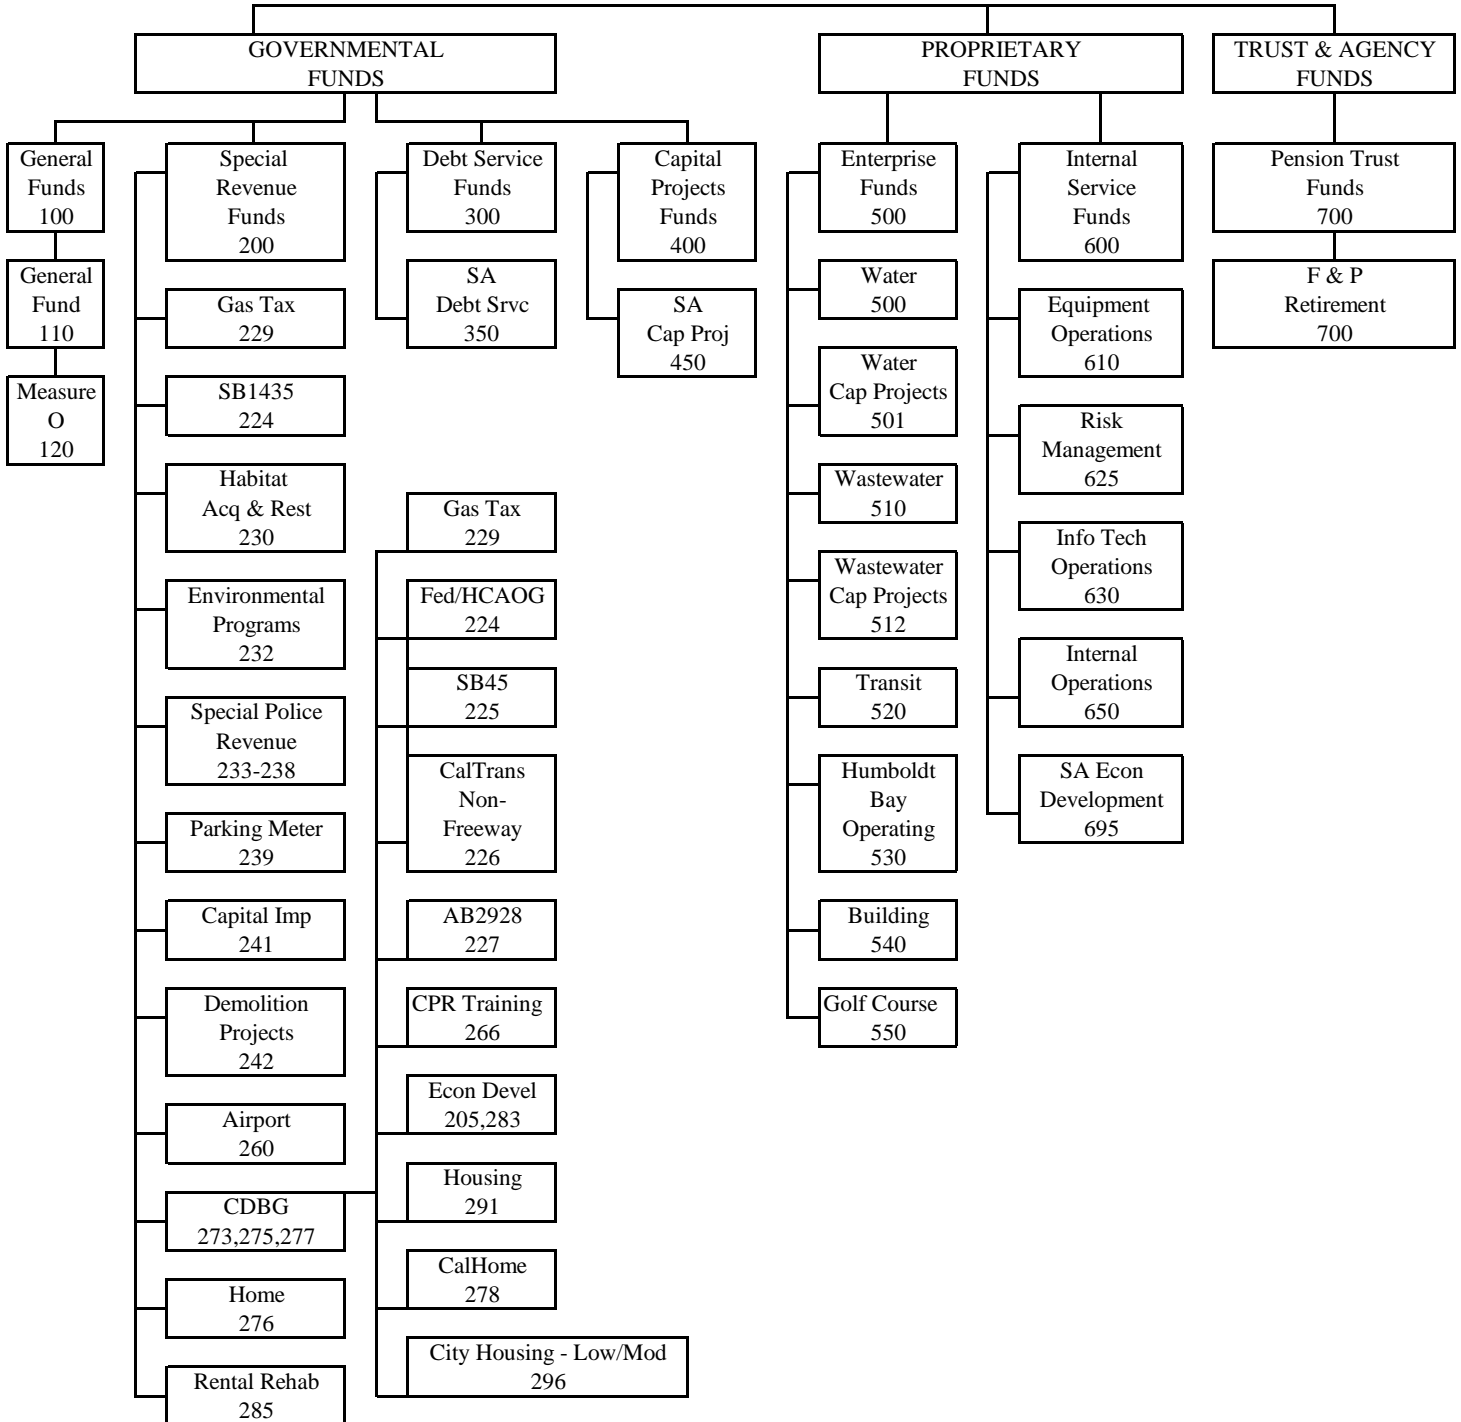 GOVERNMENTAL
FUNDS
PROPRIETARY
FUNDS
TRUST & AGENCY
FUNDS
General
Funds
100
General
Fund
110
Measure
O
120
Special
Revenue
Funds
200
Gas Tax
229
SB1435
224
Habitat
Acq & Rest
230
Environmental
Programs
232
Special Police
Revenue
233-238
Parking Meter
239
Capital Imp
241
Demolition
Projects
242
Airport
260
CDBG
273,275,277
Home
276
Rental Rehab
285
Debt Service
Funds
300
SA
Debt Srvc
350
Gas Tax
229
Fed/HCAOG
224
SB45
225
CalTrans
Non-
Freeway
226
AB2928
227
CPR Training
266
Econ Devel
205,283
Housing
291
CalHome
278
City Housing - Low/Mod
296
Capital
Projects
Funds
400
SA
Cap Proj
450
Enterprise
Funds
500
Water
500
Water
Cap Projects
501
Wastewater
510
Wastewater
Cap Projects
512
Transit
520
Humboldt
Bay
Operating
530
Building
540
Golf Course
550
Internal
Service
Funds
600
Equipment
Operations
610
Risk
Management
625
Info Tech
Operations
630
Internal
Operations
650
SA Econ
Development
695
Pension Trust
Funds
700
F & P
Retirement
700